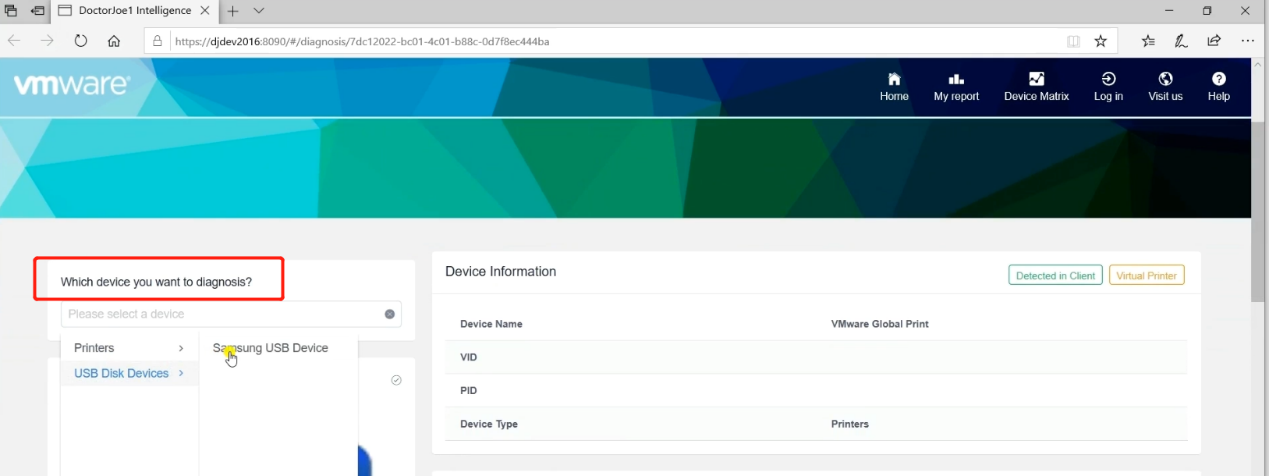 DoctorJoe1 Intelligence
https://djdev2016:8090/#/diagnosis/7dc12022-bc01-4c01-b88c-0d7f8ec444ba
vmware
Home
My report
Device Matrix
Log in
Visit us
Help
Which device you want to diagnosis?
Please select a device
Printers
Samsung USB Device
USB Disk Devices
Device Information
Detected in Client
Virtual Printer
Device Name
VMware Global Print
VID
PID
Device Type
Printers